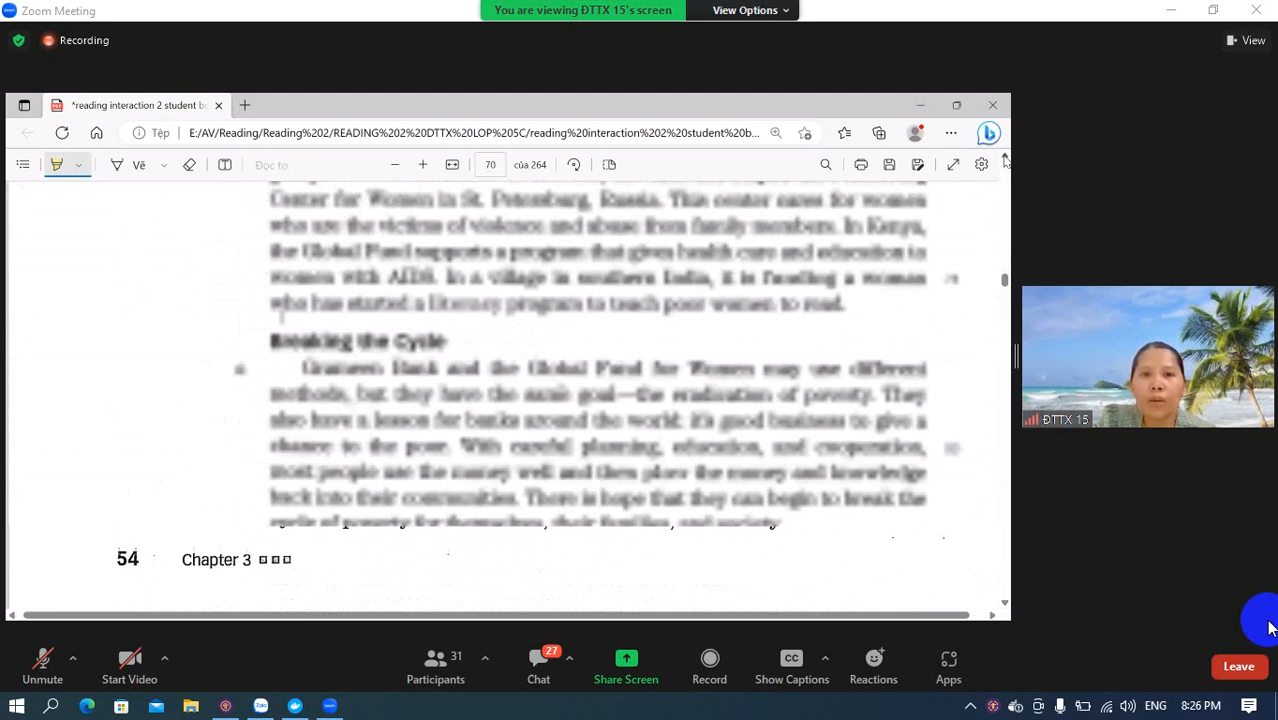 Zoom Meeting
You are viewing ĐTTX 15's screen
View Options
Recording
View
*reading interaction 2 student b
Tệp
E:/AV/Reading/Reading%202/READING%202%20DTTX%20LOP%205C/reading%20interaction%202%20student%20b...
Vẽ
Đọc to
70
của 264
Center for Women in St. Petersburg, Russia. This center cares for women
who are the victims of violence and abuse from family members. In Kenya,
the Global Fund supports a program that gives health care and education to
women with AIDS. In a village in southern India, it is funding a woman
who has started a literacy program to teach poor women to read.
Breaking the Cycle
Grameen Bank and the Global Fund for Women may use different
methods, but they have the same goal—the eradication of poverty. They
also have a lesson for banks around the world: it's good business to give a
chance to the poor. With careful planning, education, and cooperation,
most people use the money well and then plow the money and knowledge
back into their communities. There is hope that they can begin to break the
cycle of poverty for themselves, their families, and society.
54
Chapter 3
ĐTTX 15
Unmute
Start Video
31
Participants
27
Chat
Share Screen
Record
CC
Show Captions
Reactions
Apps
Leave
Zalo
ENG
8:26 PM